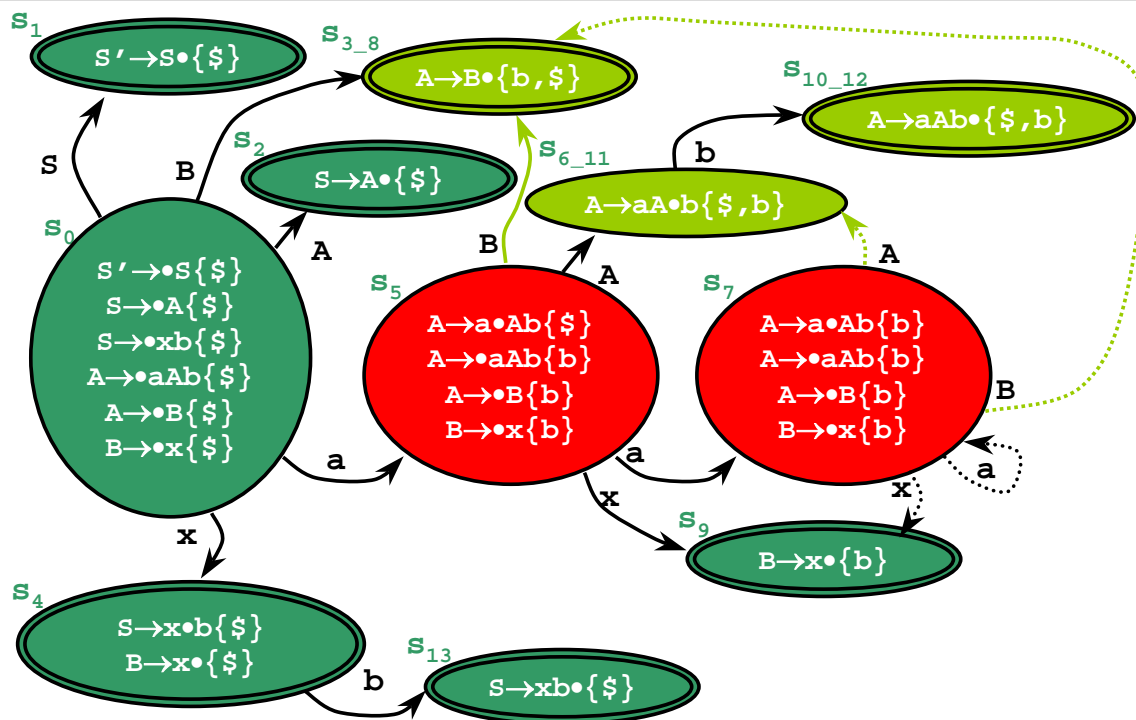 s1
S'→S•{$}
s3_8
A→B•{b,$}
s10_12
A→aAb•{$,b}
S
B
s2
S→A•{$}
s6_11
b
A→aA•b{$,b}
s0
S'→•S{$}
S→•A{$}
S→•xb{$}
A→•aAb{$}
A→•B{$}
B→•x{$}
A
B
A
s5
A→a•Ab{$}
A→•aAb{b}
A→•B{b}
B→•x{b}
A
s7
A→a•Ab{b}
A→•aAb{b}
A→•B{b}
B→•x{b}
B
a
a
a
x
x
x
s9
B→x•{b}
s4
S→x•b{$}
B→x•{$}
b
s13
S→xb•{$}